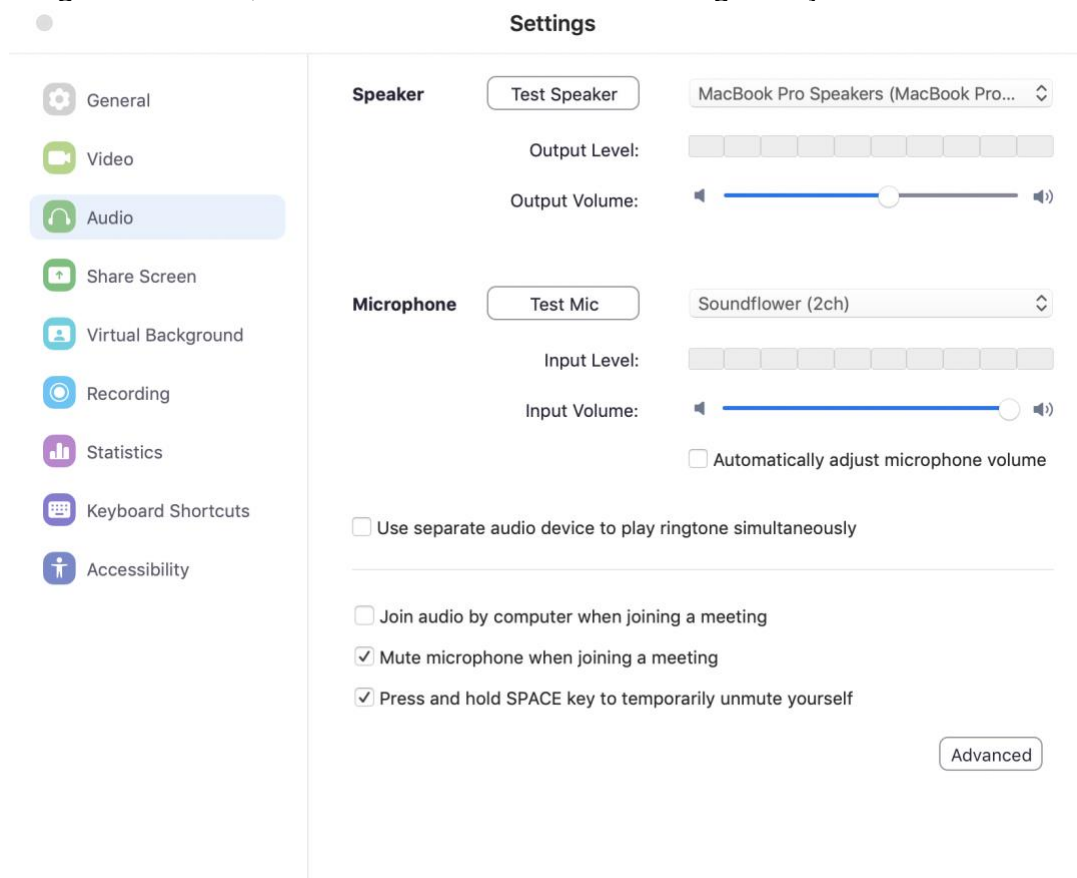 Settings
General
Video
Audio
Share Screen
Virtual Background
Recording
Statistics
Keyboard Shortcuts
Accessibility
Speaker Test Speaker MacBook Pro Speakers (MacBook Pro...
Output Level:
Output Volume:
Microphone Test Mic Soundflower (2ch)
Input Level:
Input Volume:
Automatically adjust microphone volume
Use separate audio device to play ringtone simultaneously
Join audio by computer when joining a meeting
Mute microphone when joining a meeting
Press and hold SPACE key to temporarily unmute yourself
Advanced